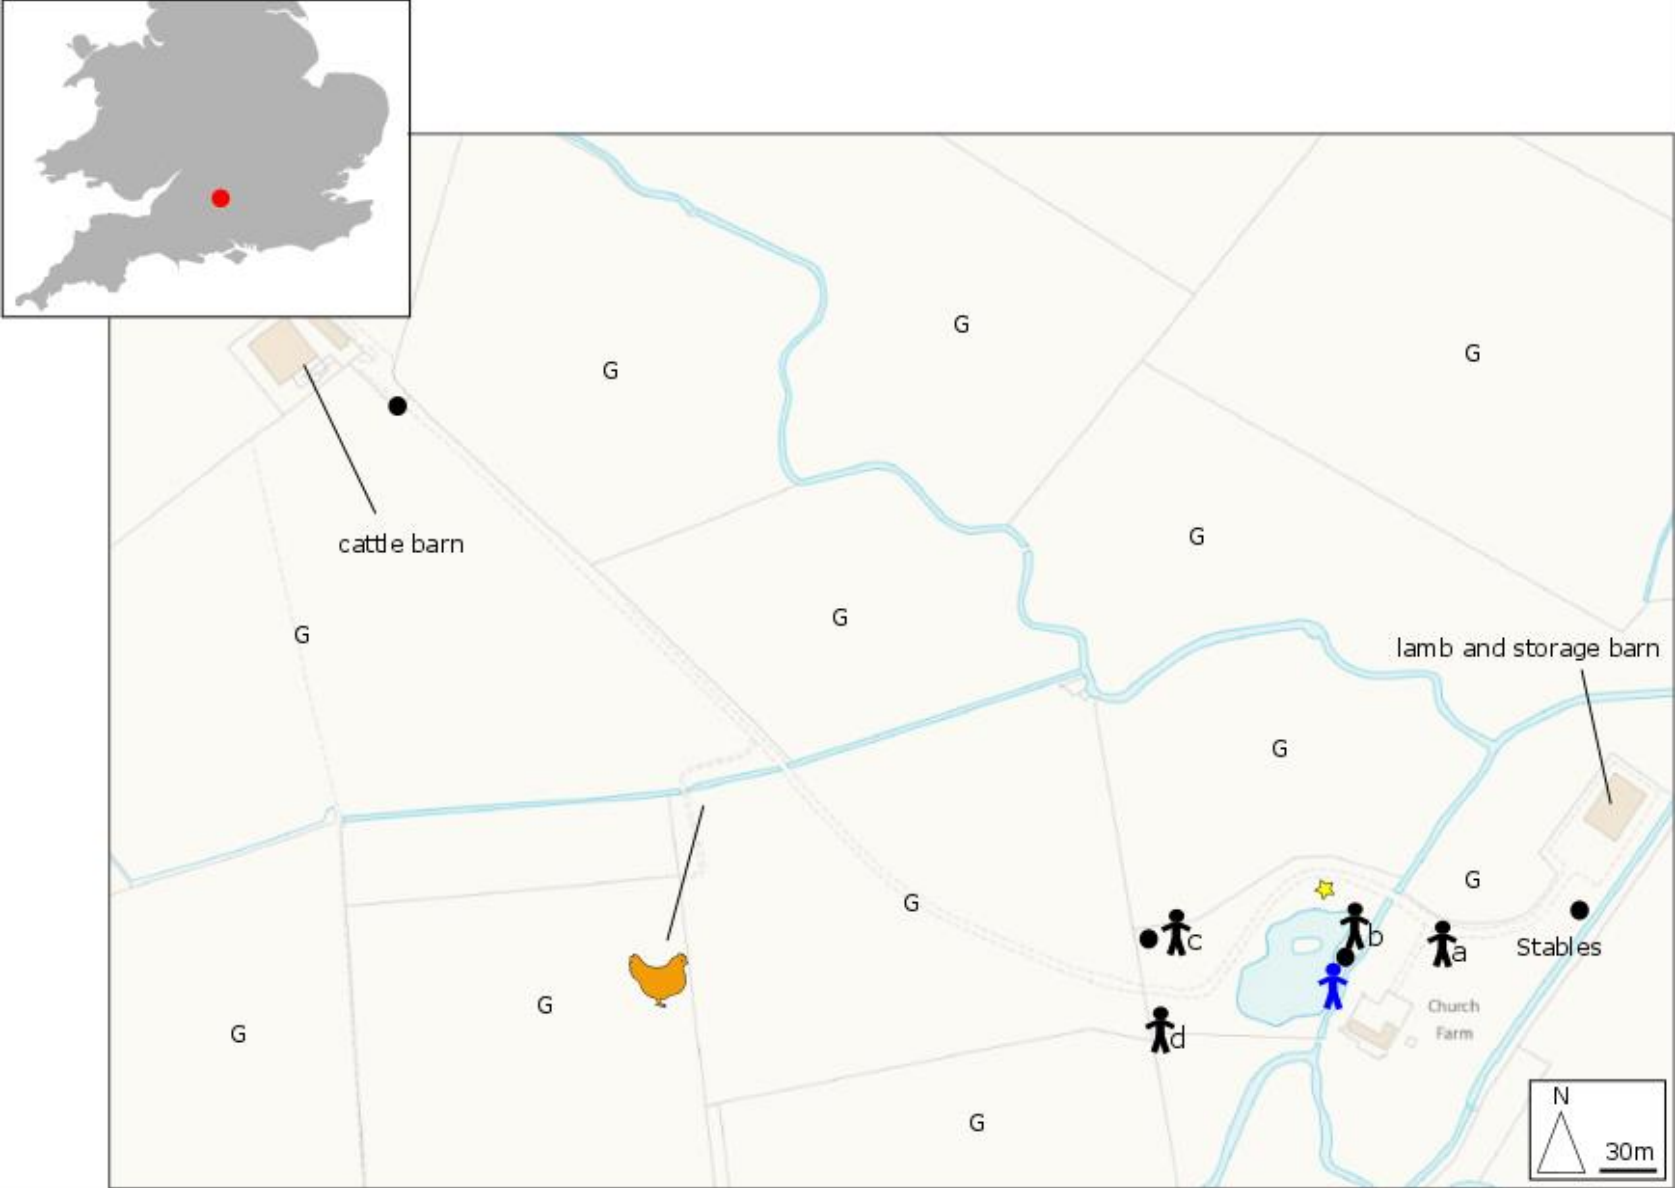 G
G
G
cattle barn
G
G
G
lamb and storage barn
G
G
G
c
b
a
Stables
G
G
d
Church
Farm
G
N
30m